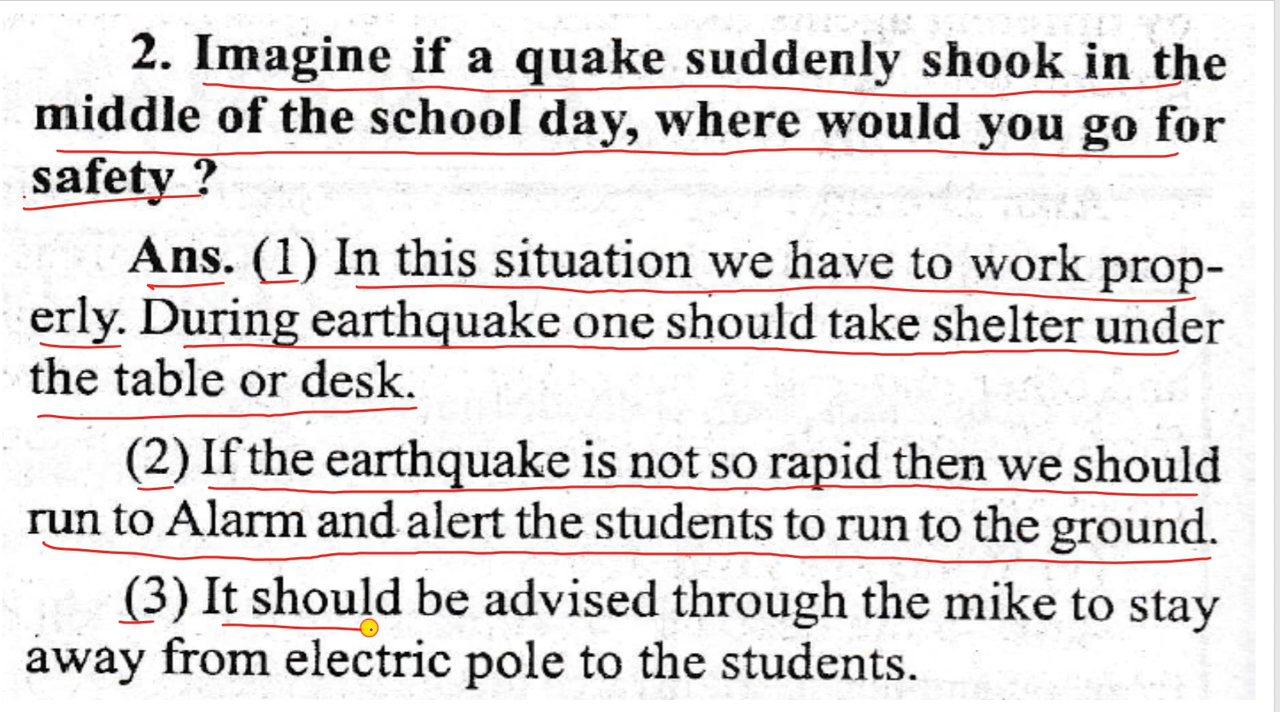 2. Imagine if a quake suddenly shook in the
middle of the school day, where would you go for
safety ?
Ans. (1) In this situation we have to work prop-
erly. During earthquake one should take shelter under
the table or desk.
(2) If the earthquake is not so rapid then we should
run to Alarm and alert the students to run to the ground.
(3) It should be advised through the mike to stay
away from electric pole to the students.